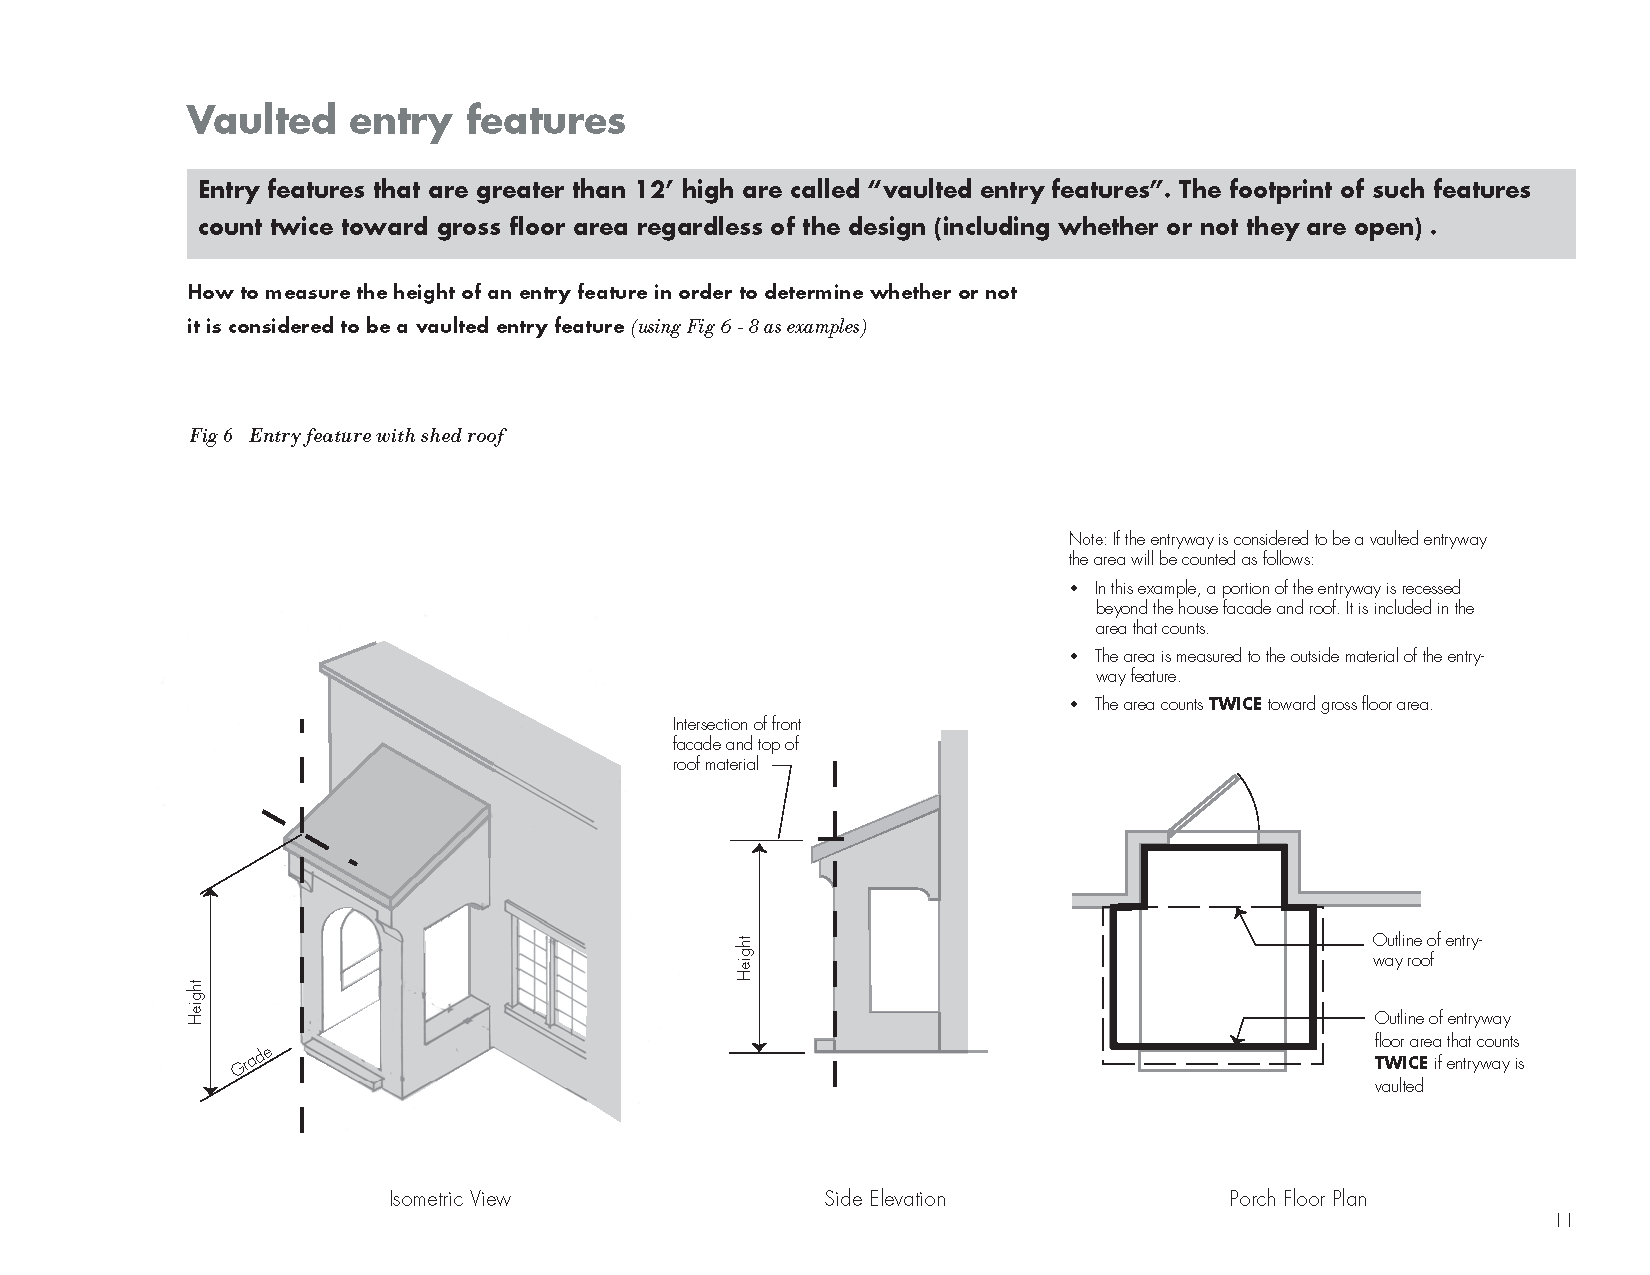 Vaulted entry features
Entry features that are greater than 12’ high are called “vaulted entry features”. The footprint of such features
count twice toward gross floor area regardless of the design (including whether or not they are open) .
How to measure the height of an entry feature in order to determine whether or not
it is considered to be a vaulted entry feature (using Fig 6 - 8 as examples)
Fig 6 Entry feature with shed roof
Note: If the entryway is considered to be a vaulted entryway
the area will be counted as follows:
• In this example, a portion of the entryway is recessed
beyond the house facade and roof. It is included in the
area that counts.
• The area is measured to the outside material of the entry-
way feature.
• The area counts TWICE toward gross floor area.
Intersection of front
facade and top of
roof material
Height
Grade
Height
Outline of entry-
way roof
Outline of entryway
floor area that counts
TWICE if entryway is
vaulted
Isometric View
Side Elevation
Porch Floor Plan
11